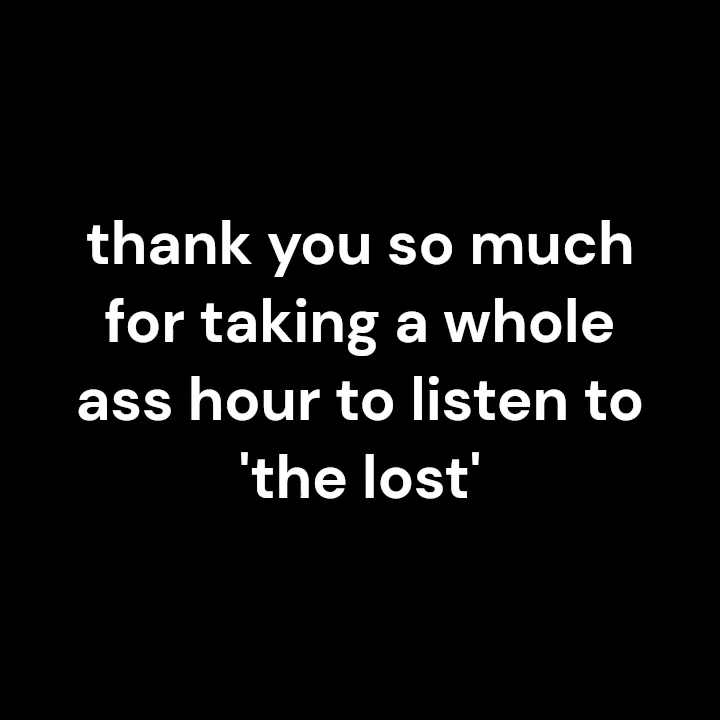 thank you so much
for taking a whole
ass hour to listen to
'the lost'